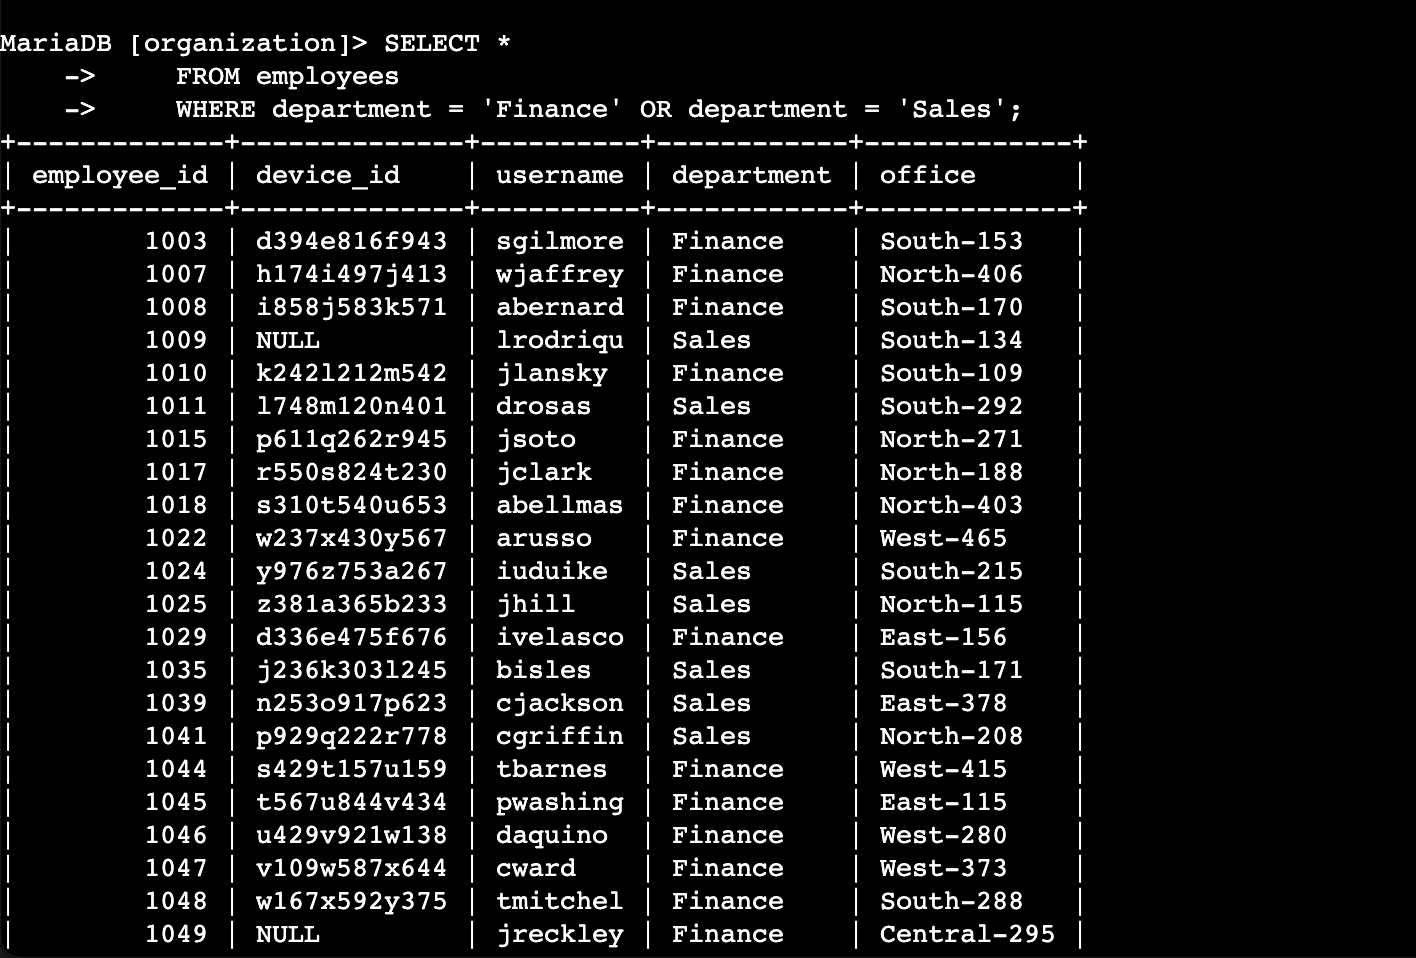 MariaDB [organization]> SELECT *
    ->     FROM employees
    ->     WHERE department = 'Finance' OR department = 'Sales';
+-------------+--------------+----------+------------+-------------+
| employee_id | device_id    | username | department | office      |
+-------------+--------------+----------+------------+-------------+
|        1003 | d394e816f943 | sgilmore | Finance    | South-153   |
|        1007 | h174i497j413 | wjaffrey | Finance    | North-406   |
|        1008 | i858j583k571 | abernard | Finance    | South-170   |
|        1009 | NULL         | lrodriqu | Sales      | South-134   |
|        1010 | k242l212m542 | jlansky  | Finance    | South-109   |
|        1011 | l748m120n401 | drosas   | Sales      | South-292   |
|        1015 | p611q262r945 | jsoto    | Finance    | North-271   |
|        1017 | r550s824t230 | jclark   | Finance    | North-188   |
|        1018 | s310t540u653 | abellmas | Finance    | North-403   |
|        1022 | w237x430y567 | arusso   | Finance    | West-465    |
|        1024 | y976z753a267 | iuduike  | Sales      | South-215   |
|        1025 | z381a365b233 | jhill    | Sales      | North-115   |
|        1029 | d336e475f676 | ivelasco | Finance    | East-156    |
|        1035 | j236k303l245 | bisles   | Sales      | South-171   |
|        1039 | n253o917p623 | cjackson | Sales      | East-378    |
|        1041 | p929q222r778 | cgriffin | Sales      | North-208   |
|        1044 | s429t157u159 | tbarnes  | Finance    | West-415    |
|        1045 | t567u844v434 | pwashing | Finance    | East-115    |
|        1046 | u429v921w138 | daquino  | Finance    | West-280    |
|        1047 | v109w587x644 | cward    | Finance    | West-373    |
|        1048 | w167x592y375 | tmitchel | Finance    | South-288   |
|        1049 | NULL         | jreckley | Finance    | Central-295 |